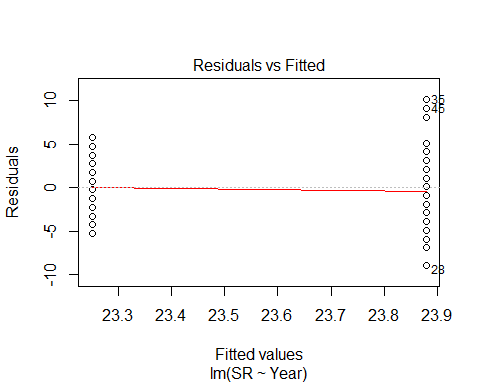 Residuals vs Fitted
Residuals
10
5
0
-5
-10
35
45
23
23.3 23.4 23.5 23.6 23.7 23.8 23.9
Fitted values
lm(SR ~ Year)